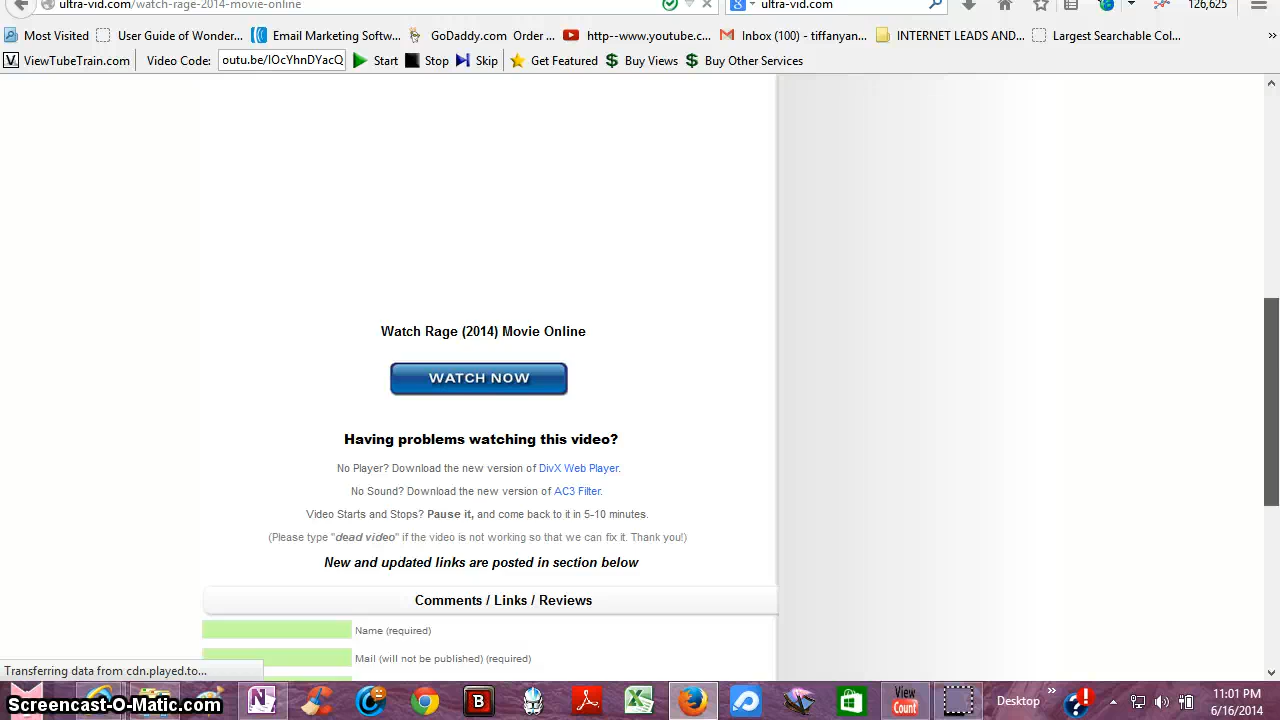 ultra-vid.com/watch-rage-2014-movie-online
ultra-vid.com
126,625
Most Visited
User Guide of Wonder...
Email Marketing Softw...
GoDaddy.com Order ...
http--www.youtube.c...
Inbox (100) - tiffanyan...
INTERNET LEADS AND...
Largest Searchable Col...
»
ViewTubeTrain.com
Video Code:
outu.be/lOcYhnDYacQ
Start
Stop
Skip
Get Featured
$ Buy Views
$ Buy Other Services
Watch Rage (2014) Movie Online
WATCH NOW
Having problems watching this video?
No Player? Download the new version of DivX Web Player.
No Sound? Download the new version of AC3 Filter.
Video Starts and Stops? Pause it, and come back to it in 5-10 minutes.
(Please type "dead video" if the video is not working so that we can fix it. Thank you!)
New and updated links are posted in section below
Comments / Links / Reviews
Name (required)
Mail (will not be published) (required)
Transferring data from cdn.played.to...
View
Count
Desktop
»
11:01 PM
6/16/2014
Screencast-O-Matic.com